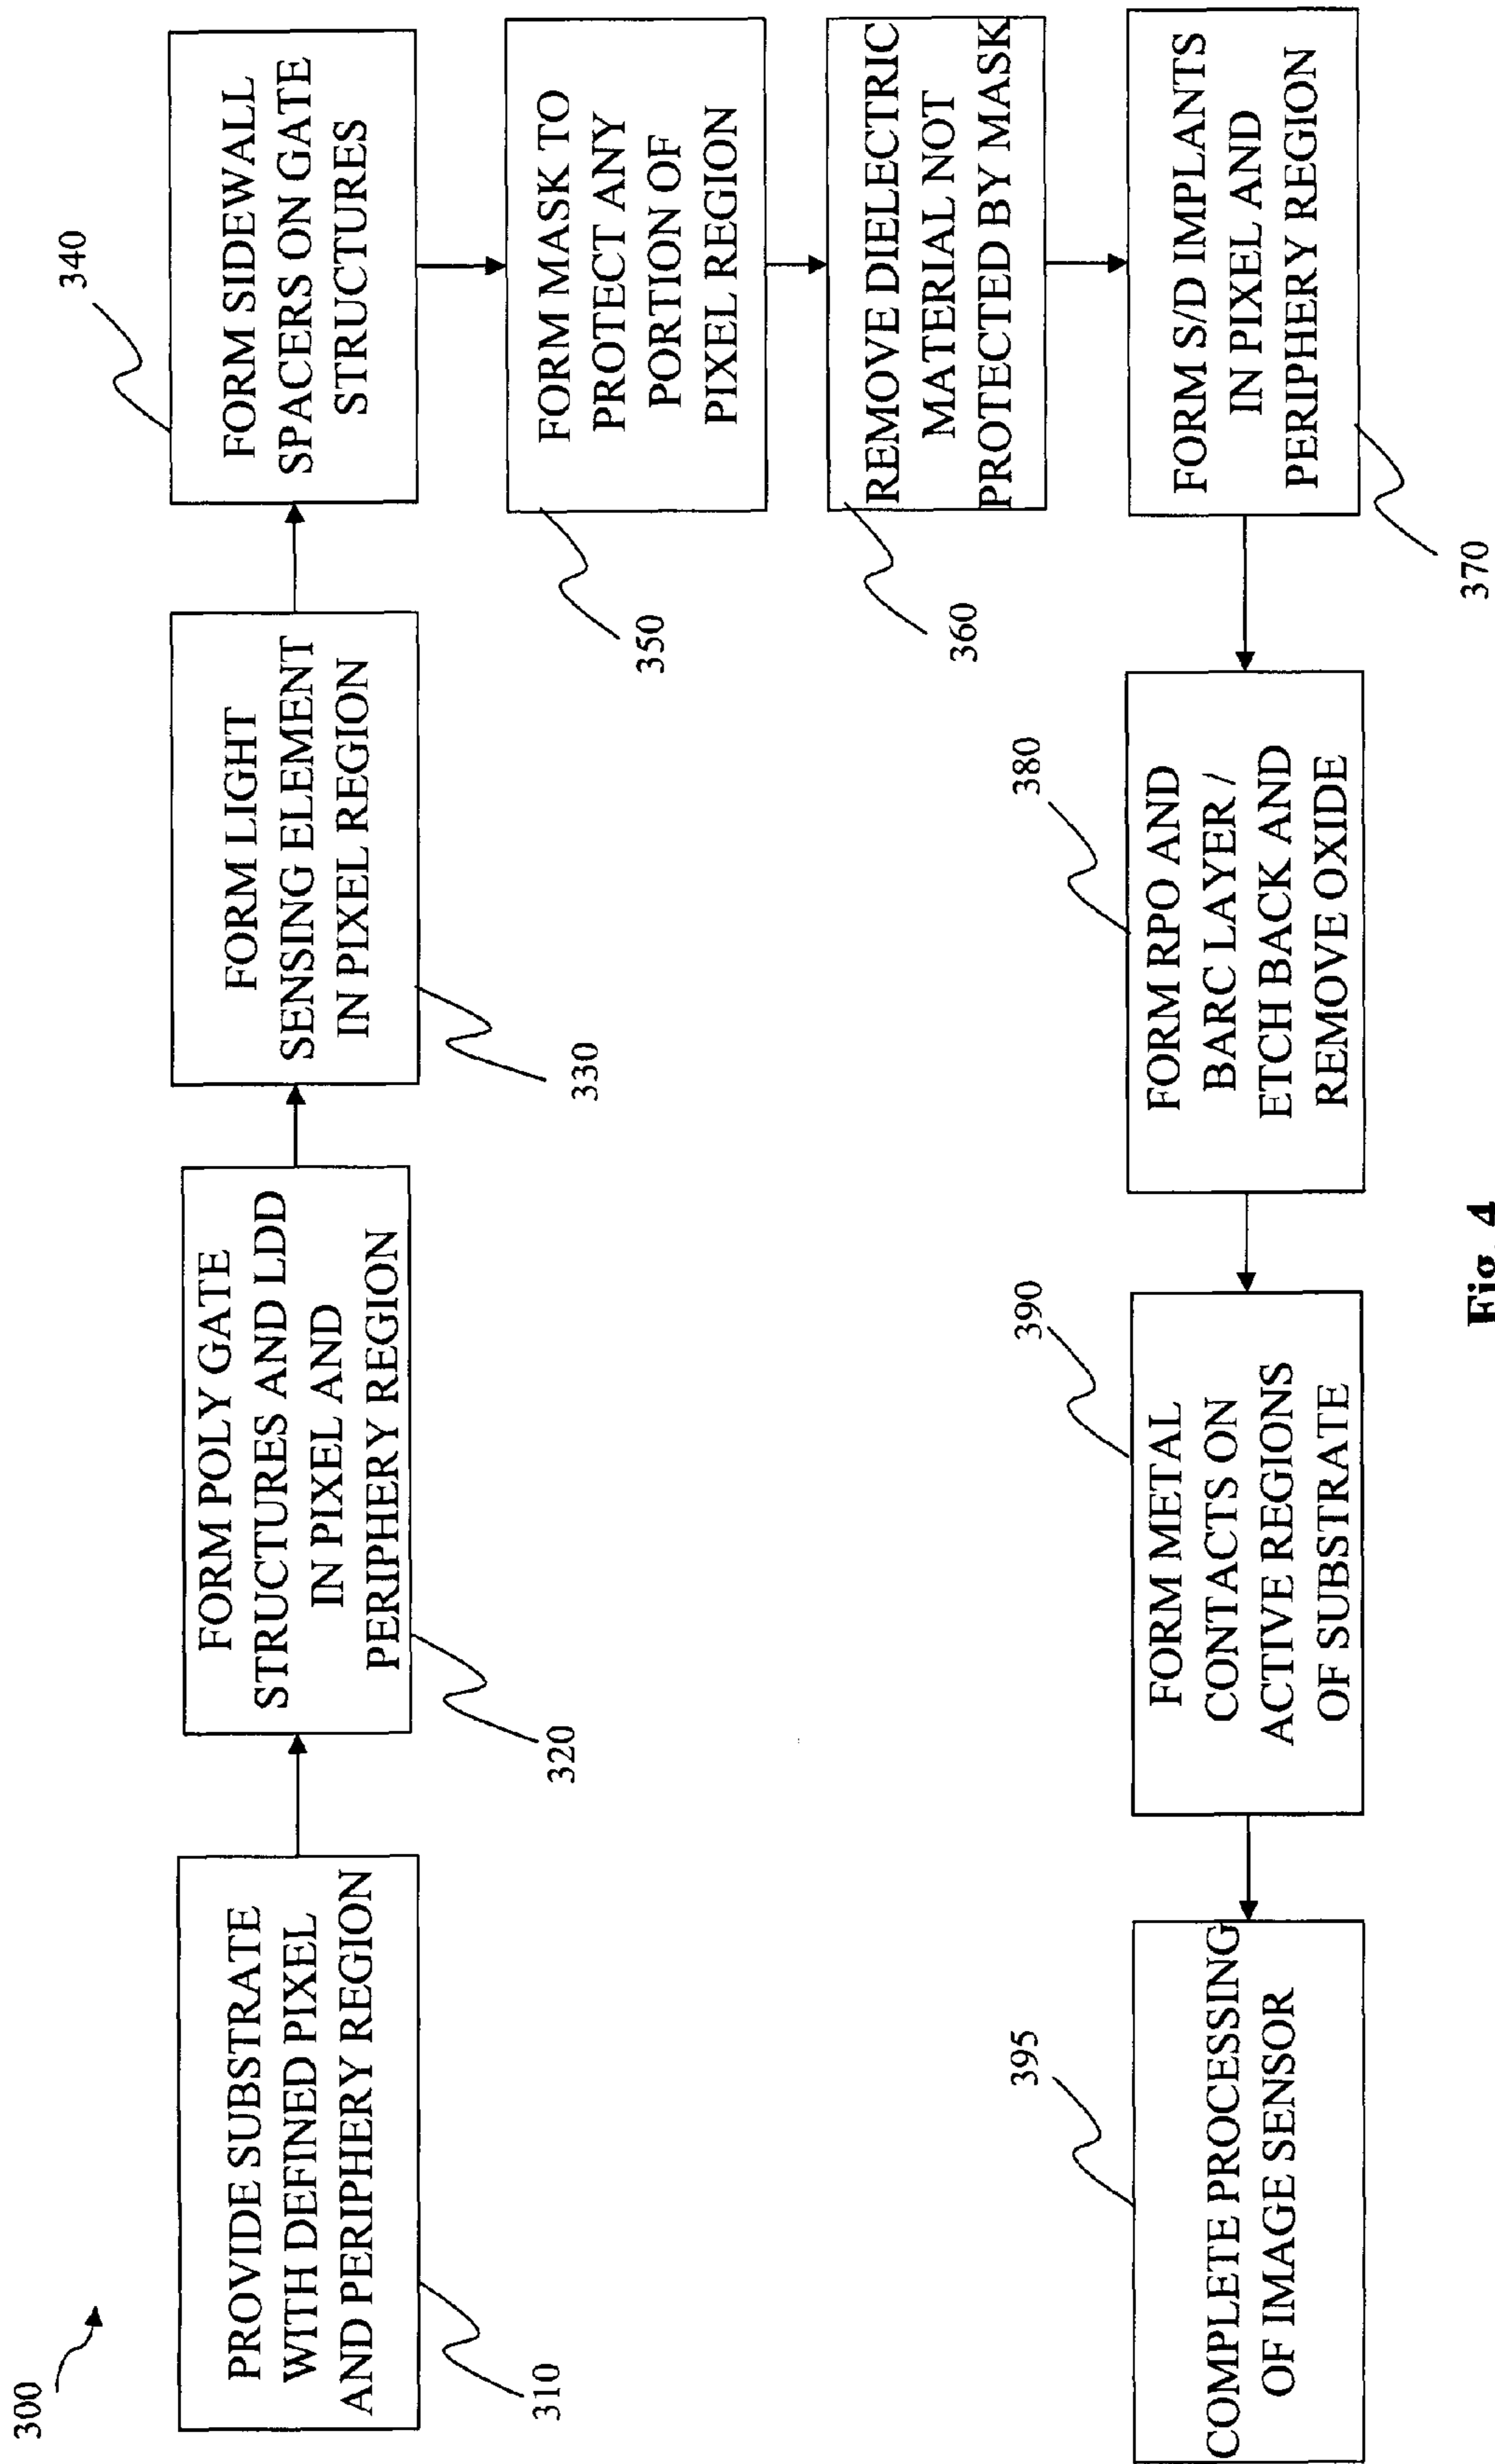 300
PROVIDE SUBSTRATE
WITH DEFINED PIXEL
AND PERIPHERY REGION
310
FORM POLY GATE
STRUCTURES AND LDD
IN PIXEL AND
PERIPHERY REGION
320
FORM LIGHT
SENSING ELEMENT
IN PIXEL REGION
330
340
FORM SIDEWALL
SPACERS ON GATE
STRUCTURES
FORM MASK TO
PROTECT ANY
PORTION OF
PIXEL REGION
350
REMOVE DIELECTRIC
MATERIAL NOT
PROTECTED BY MASK
360
FORM S/D IMPLANTS
IN PIXEL AND
PERIPHERY REGION
370
380
FORM RPO AND
BARC LAYER /
ETCH BACK AND
REMOVE OXIDE
390
FORM METAL
CONTACTS ON
ACTIVE REGIONS
OF SUBSTRATE
395
COMPLETE PROCESSING
OF IMAGE SENSOR
Fig. 4